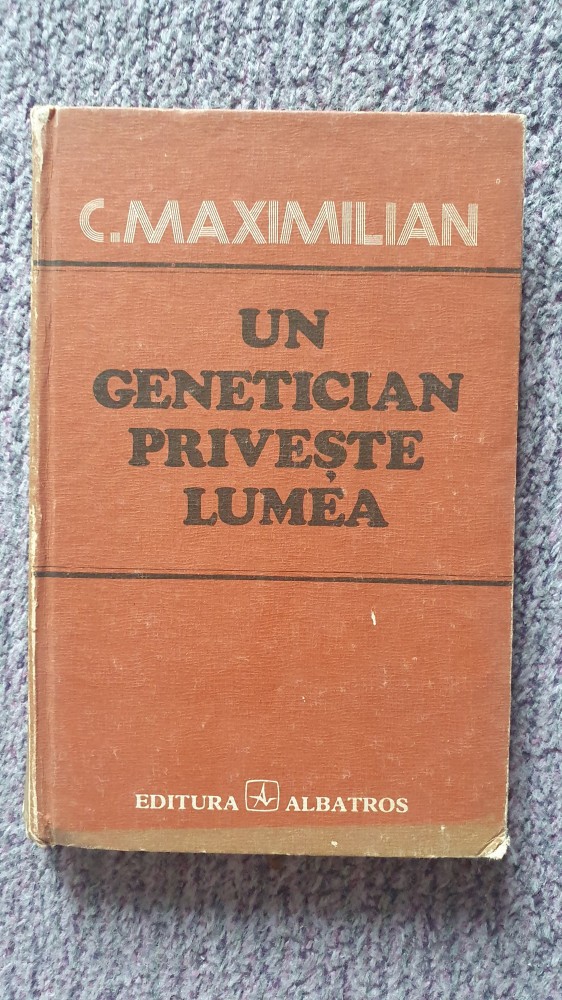 C.MAXIMILIAN
UN
GENETICIAN
PRIVEȘTE
LUMEA
EDITURA ALBATROS